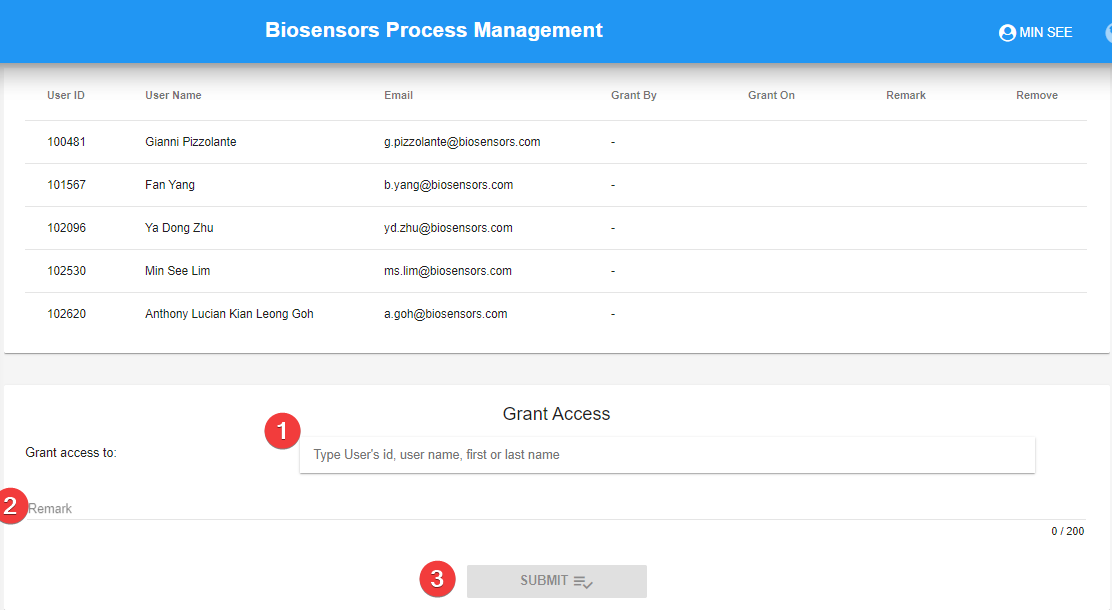 Biosensors Process Management MIN SEE
User ID User Name Email Grant By Grant On Remark Remove
100481 Gianni Pizzolante g.pizzolante@biosensors.com -
101567 Fan Yang b.yang@biosensors.com -
102096 Ya Dong Zhu yd.zhu@biosensors.com -
102530 Min See Lim ms.lim@biosensors.com -
102620 Anthony Lucian Kian Leong Goh a.goh@biosensors.com -
Grant Access
1
Grant access to: Type User's id, user name, first or last name
2 Remark
0 / 200
3 SUBMIT